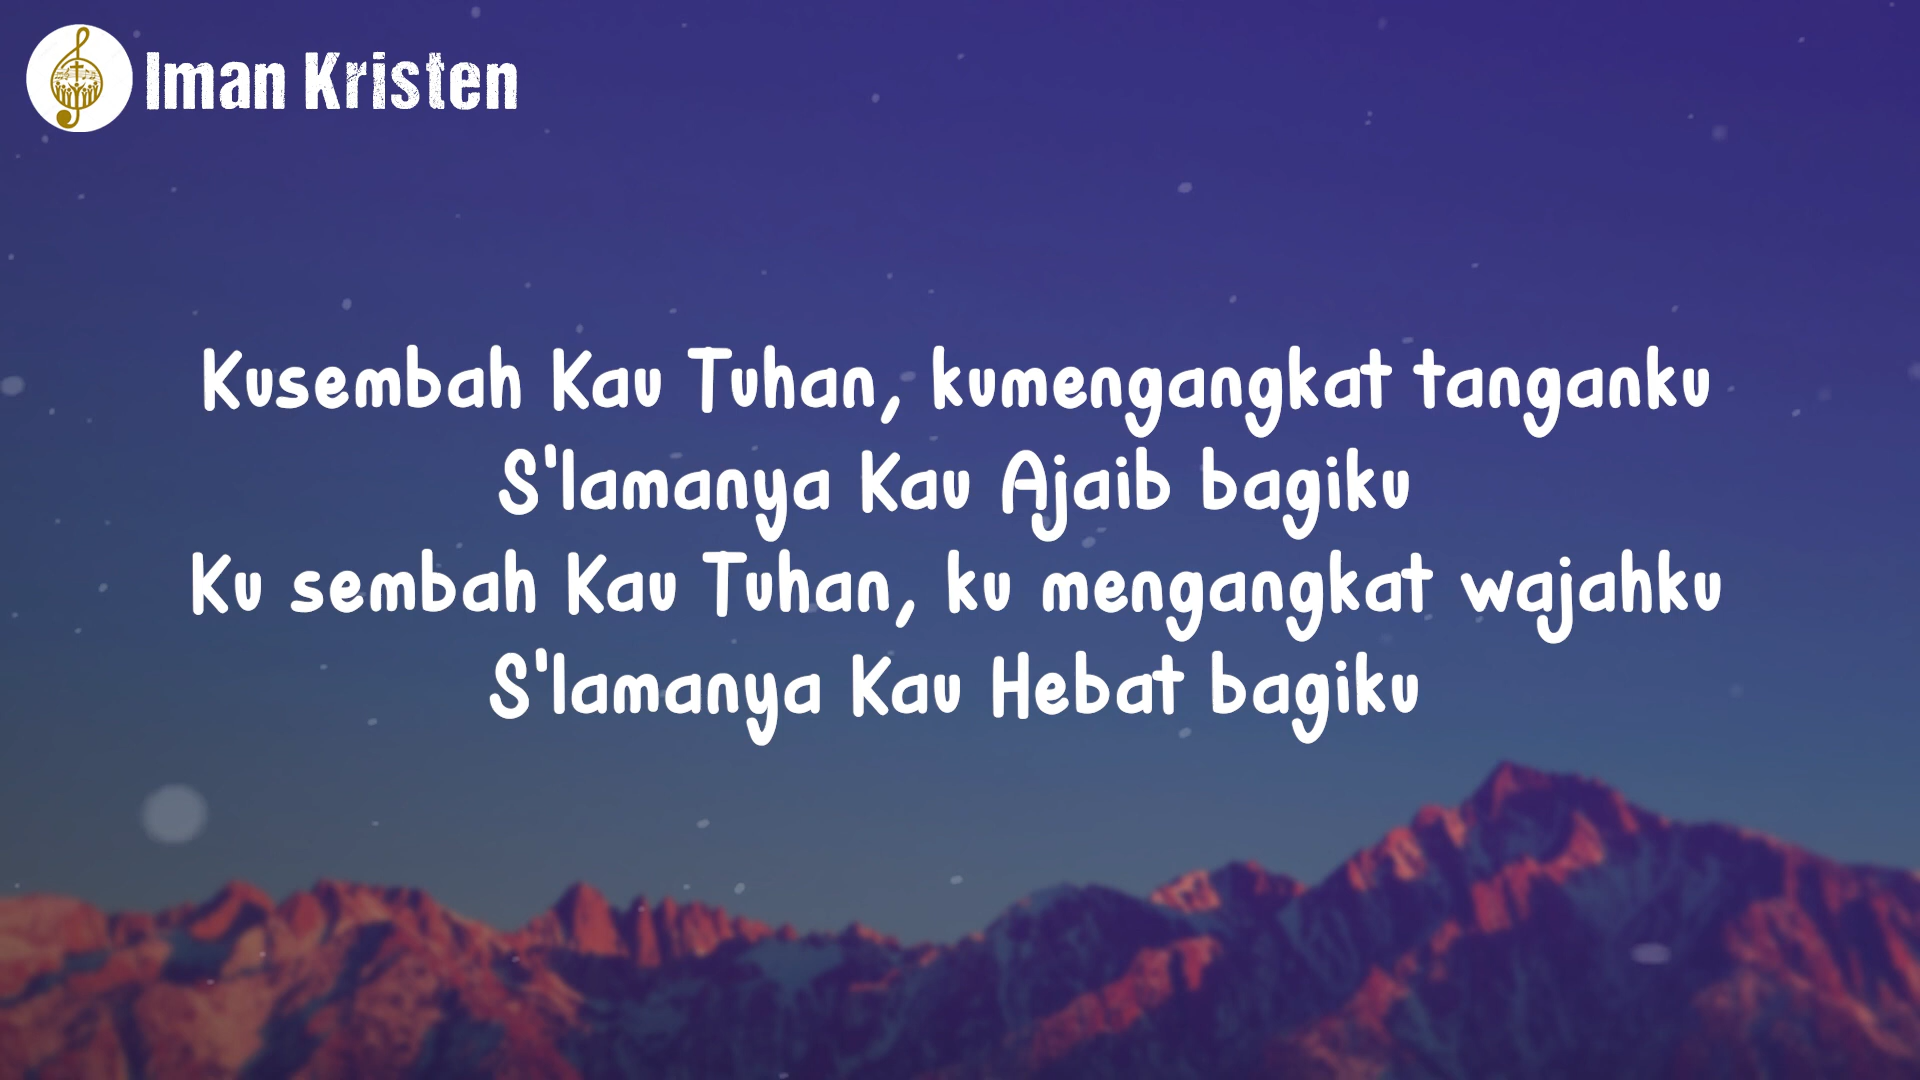 Iman Kristen
Kusembah Kau Tuhan, kumengangkat tanganku
S'lamanya Kau Ajaib bagiku
Ku sembah Kau Tuhan, ku mengangkat wajahku
S'lamanya Kau Hebat bagiku